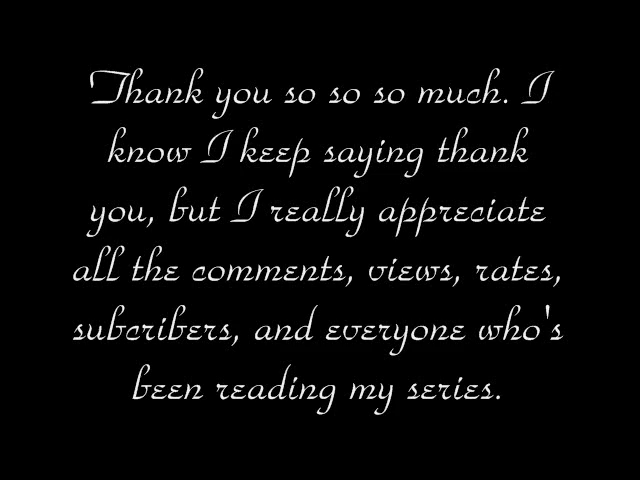 Thank you so so so much. I
know I keep saying thank
you, but I really appreciate
all the comments, views, rates,
subcribers, and everyone who's
been reading my series.